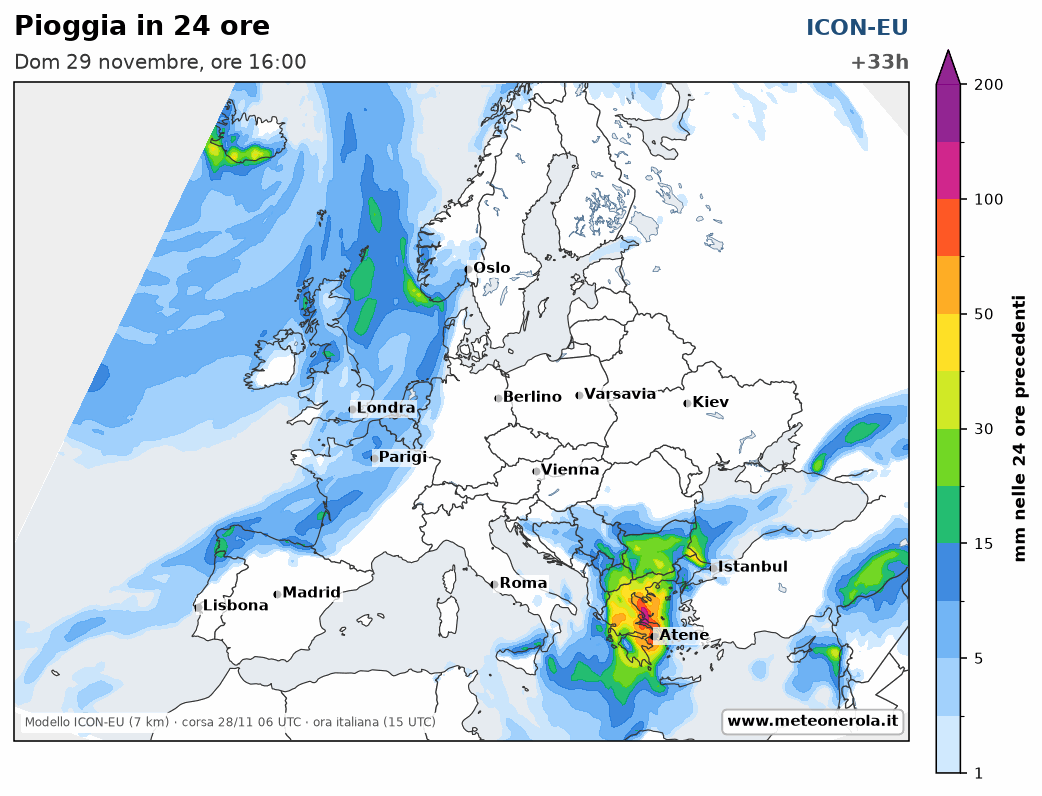 Pioggia in 24 ore
ICON-EU
Dom 29 novembre, ore 16:00
+33h
200
100
50
30
15
5
1
mm nelle 24 ore precedenti
Oslo
Londra
Berlino
Varsavia
Kiev
Parigi
Vienna
Istanbul
Roma
Madrid
Lisbona
Atene
Modello ICON-EU (7 km) · corsa 28/11 06 UTC · ora italiana (15 UTC)
www.meteonerola.it